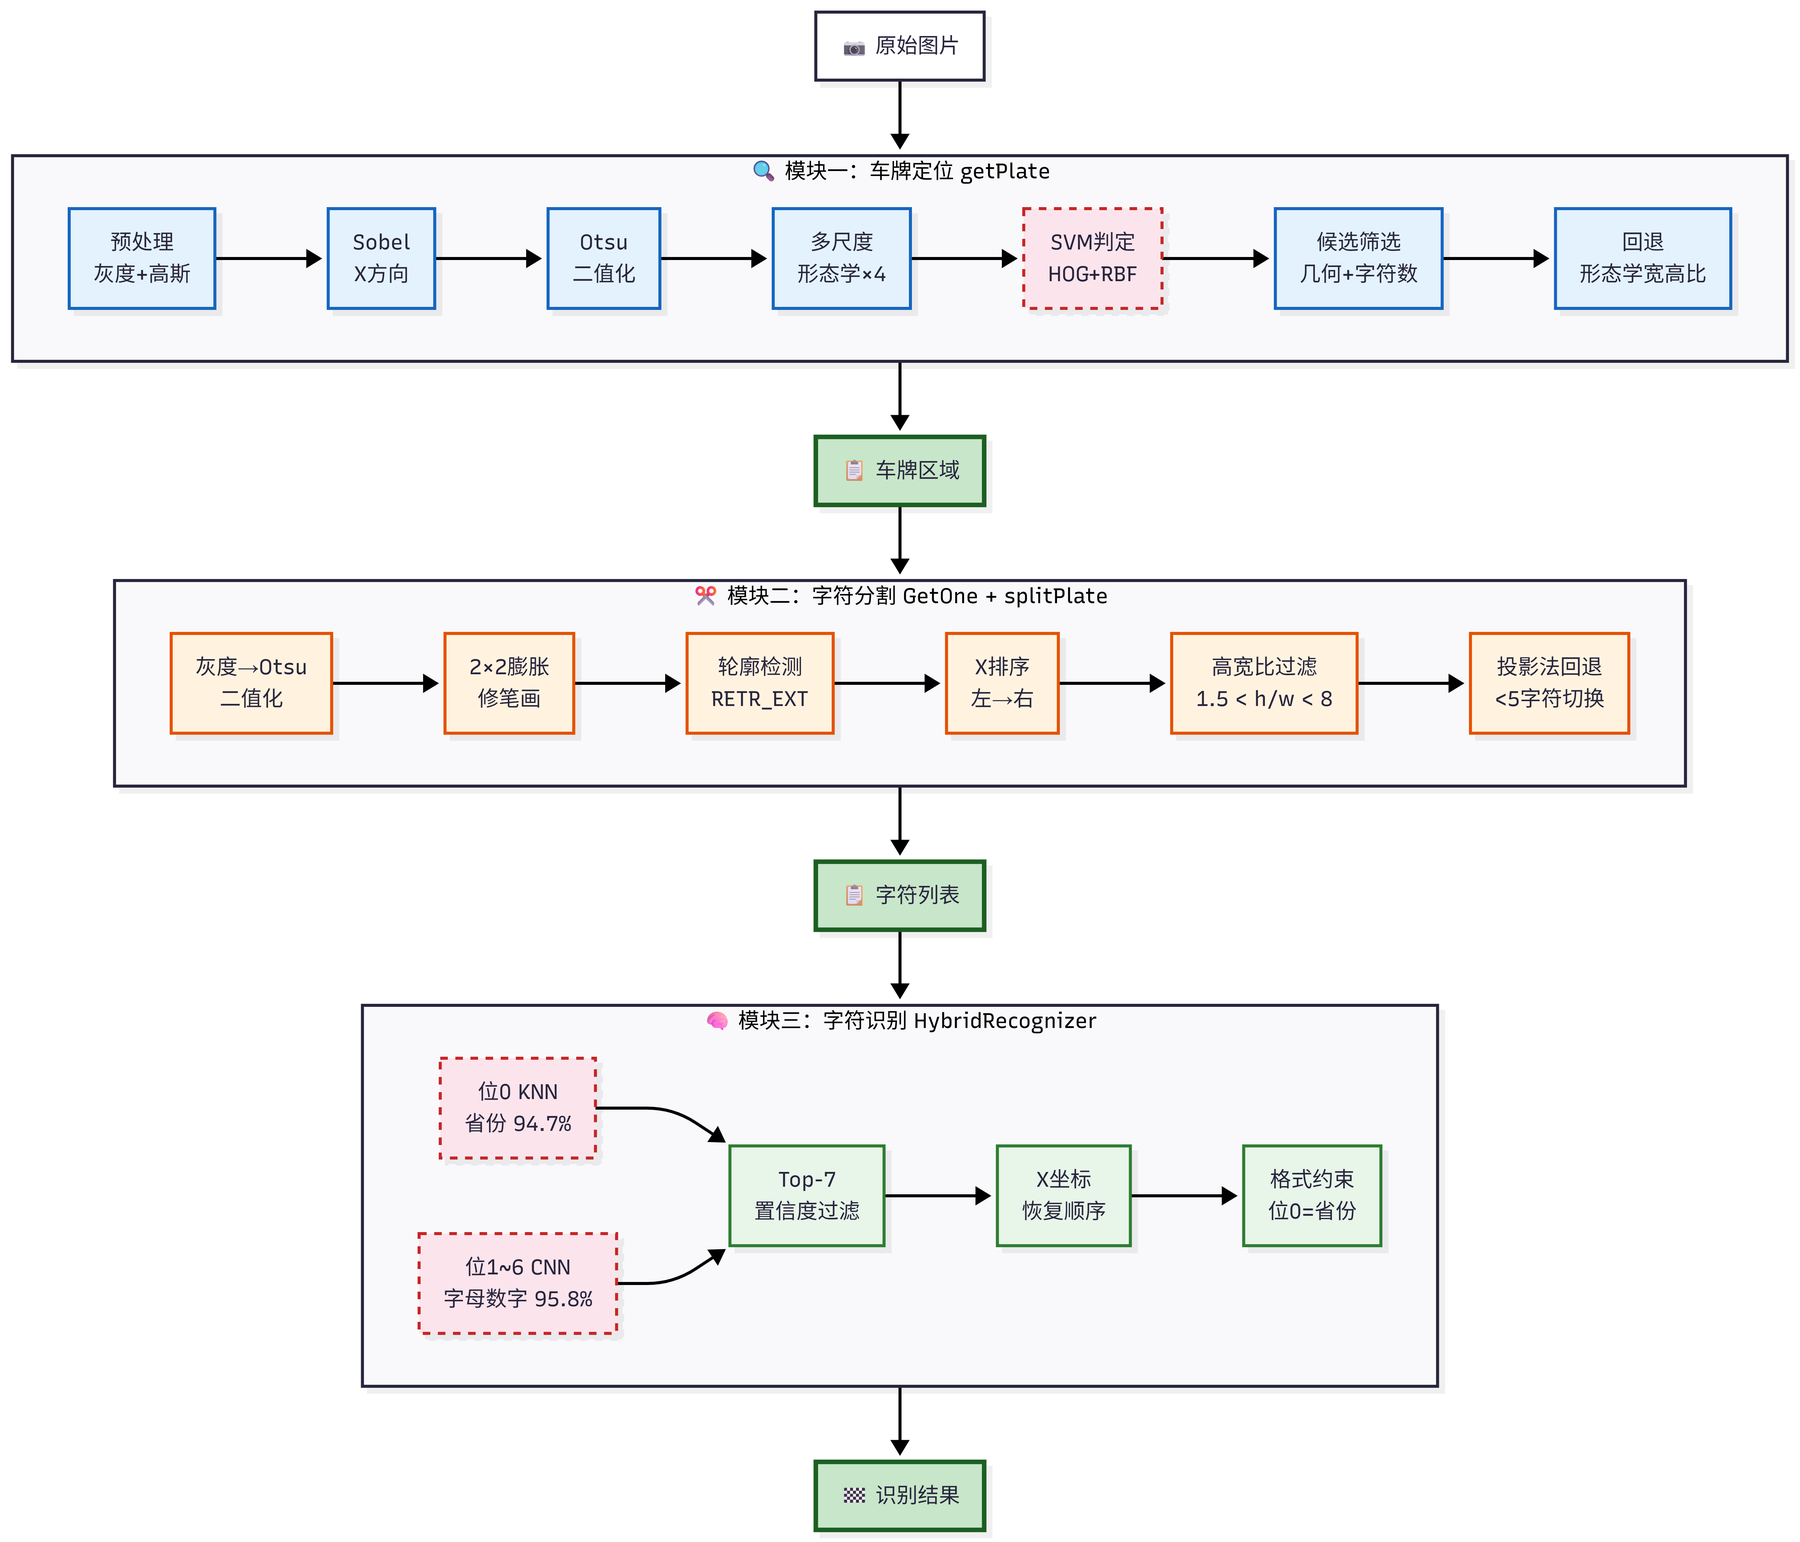 原始图片
模块一：车牌定位 getPlate
预处理
灰度+高斯
Sobel
X方向
Otsu
二值化
多尺度
形态学×4
SVM判定
HOG+RBF
候选筛选
几何+字符数
回退
形态学宽高比
车牌区域
模块二：字符分割 GetOne + splitPlate
灰度→Otsu
二值化
2×2膨胀
修笔画
轮廓检测
RETR_EXT
X排序
左→右
高宽比过滤
1.5 < h/w < 8
投影法回退
<5字符切换
字符列表
模块三：字符识别 HybridRecognizer
位0 KNN
省份 94.7%
位1~6 CNN
字母数字 95.8%
Top-7
置信度过滤
X坐标
恢复顺序
格式约束
位0=省份
识别结果